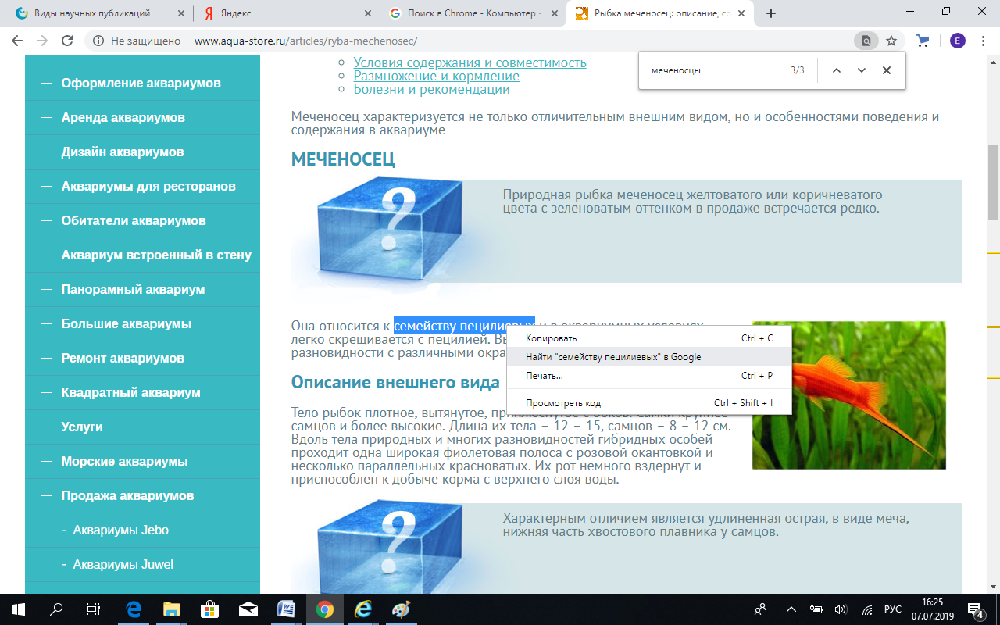 Виды научных публикаций
Яндекс
Поиск в Chrome - Компьютер -
Рыбка меченосец: описание, со
Не защищено
www.aqua-store.ru/articles/ryba-mechenosec/
E
меченосцы
3/3
Оформление аквариумов
Аренда аквариумов
Дизайн аквариумов
Аквариумы для ресторанов
Обитатели аквариумов
Аквариум встроенный в стену
Панорамный аквариум
Большие аквариумы
Ремонт аквариумов
Квадратный аквариум
Услуги
Морские аквариумы
Продажа аквариумов
- Аквариумы Jebo
- Аквариумы Juwel
Условия содержания и совместимость
Размножение и кормление
Болезни и рекомендации
Меченосец характеризуется не только отличительным внешним видом, но и особенностями поведения и
содержания в аквариуме
МЕЧЕНОСЕЦ
?
Природная рыбка меченосец желтоватого или коричневатого
цвета с зеленоватым оттенком в продаже встречается редко.
Она относится к семейству пецилиевых и в аквариумных условиях
легко скрещивается с пецилией.
разновидности с различными
Копировать Ctrl + C
Найти "семейству пецилиевых" в Google
Печать... Ctrl + P
Просмотреть код Ctrl + Shift + I
Описание внешнего вида
Тело рыбок плотное, вытянутое, приплюснутое с боков. Самки крупнее
самцов и более высокие. Длина их тела – 12 – 15, самцов – 8 – 12 см.
Вдоль тела природных и многих разновидностей гибридных особей
проходит одна широкая фиолетовая полоса с розовой окантовкой и
несколько параллельных красноватых. Их рот немного вздернут и
приспособлен к добыче корма с верхнего слоя воды.
?
Характерным отличием является удлиненная острая, в виде меча,
нижняя часть хвостового плавника у самцов.
РУС
16:25
07.07.2019
4